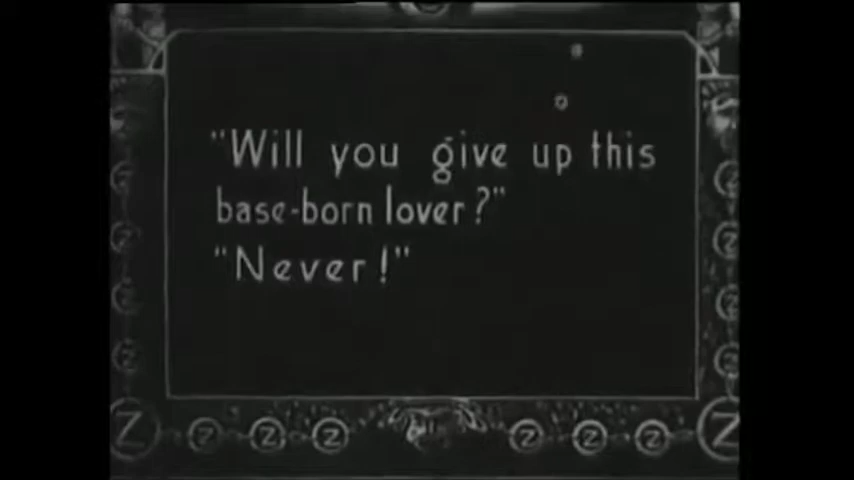 "Will you give up this
base-born lover?"
"Never!"
Z Z
Z Z
Z Z
Z Z
Z Z Z Z Z Z Z Z